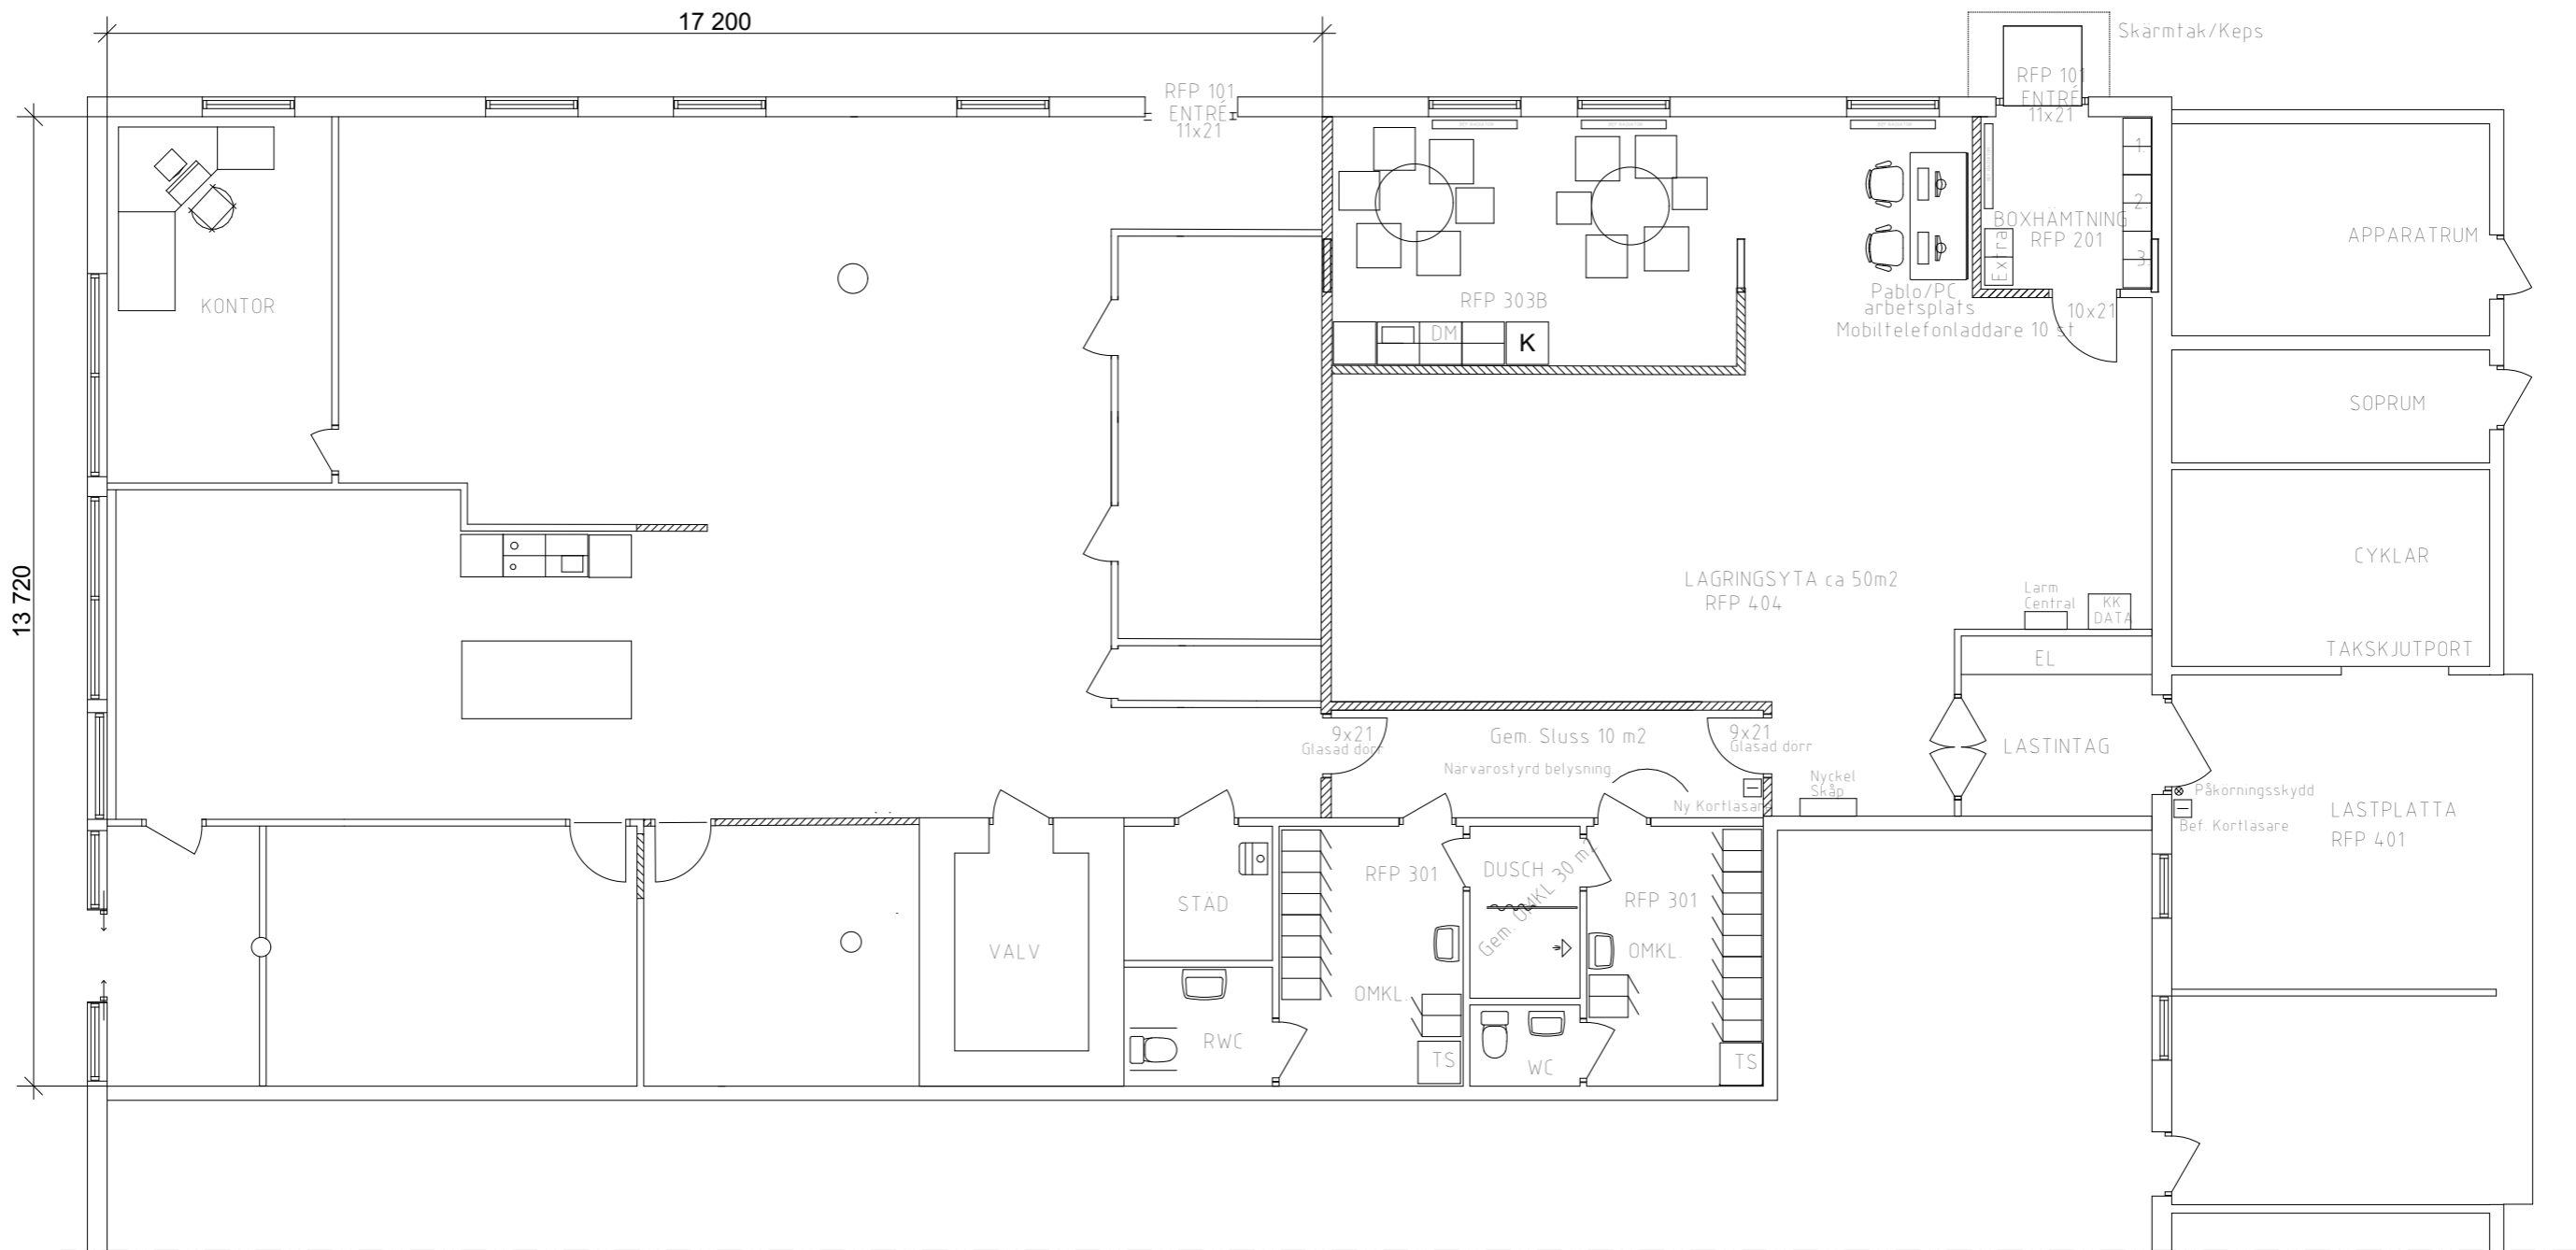 17 200
Skärmtak/Keps
RFP 101
ENTRÉ
11x21
RFP 101
ENTRÉ
11x21
1.
2.
3.
BOXHÄMTNING
RFP 201
Extra
APPARATRUM
KONTOR
RFP 303B
DM
K
Pablo/PC
arbetsplats
Mobiltelefonladdare 10 st
10x21
SOPRUM
CYKLAR
13 720
LAGRINGSYTA ca 50m2
RFP 404
Larm
Central
KK
DATA
TAKSKJUTPORT
EL
9x21
Glasad dörr
Gem. Sluss 10 m2
9x21
Glasad dörr
LASTINTAG
Närvarostyrd belysning
Nyckel
Skåp
Ny Kortläsare
Påkörningsskydd
Bef. Kortläsare
LASTPLATTA
RFP 401
RFP 301
DUSCH
Gem. OMKL 30 m2
RFP 301
STÄD
VALV
OMKL.
OMKL.
RWC
TS
WC
TS